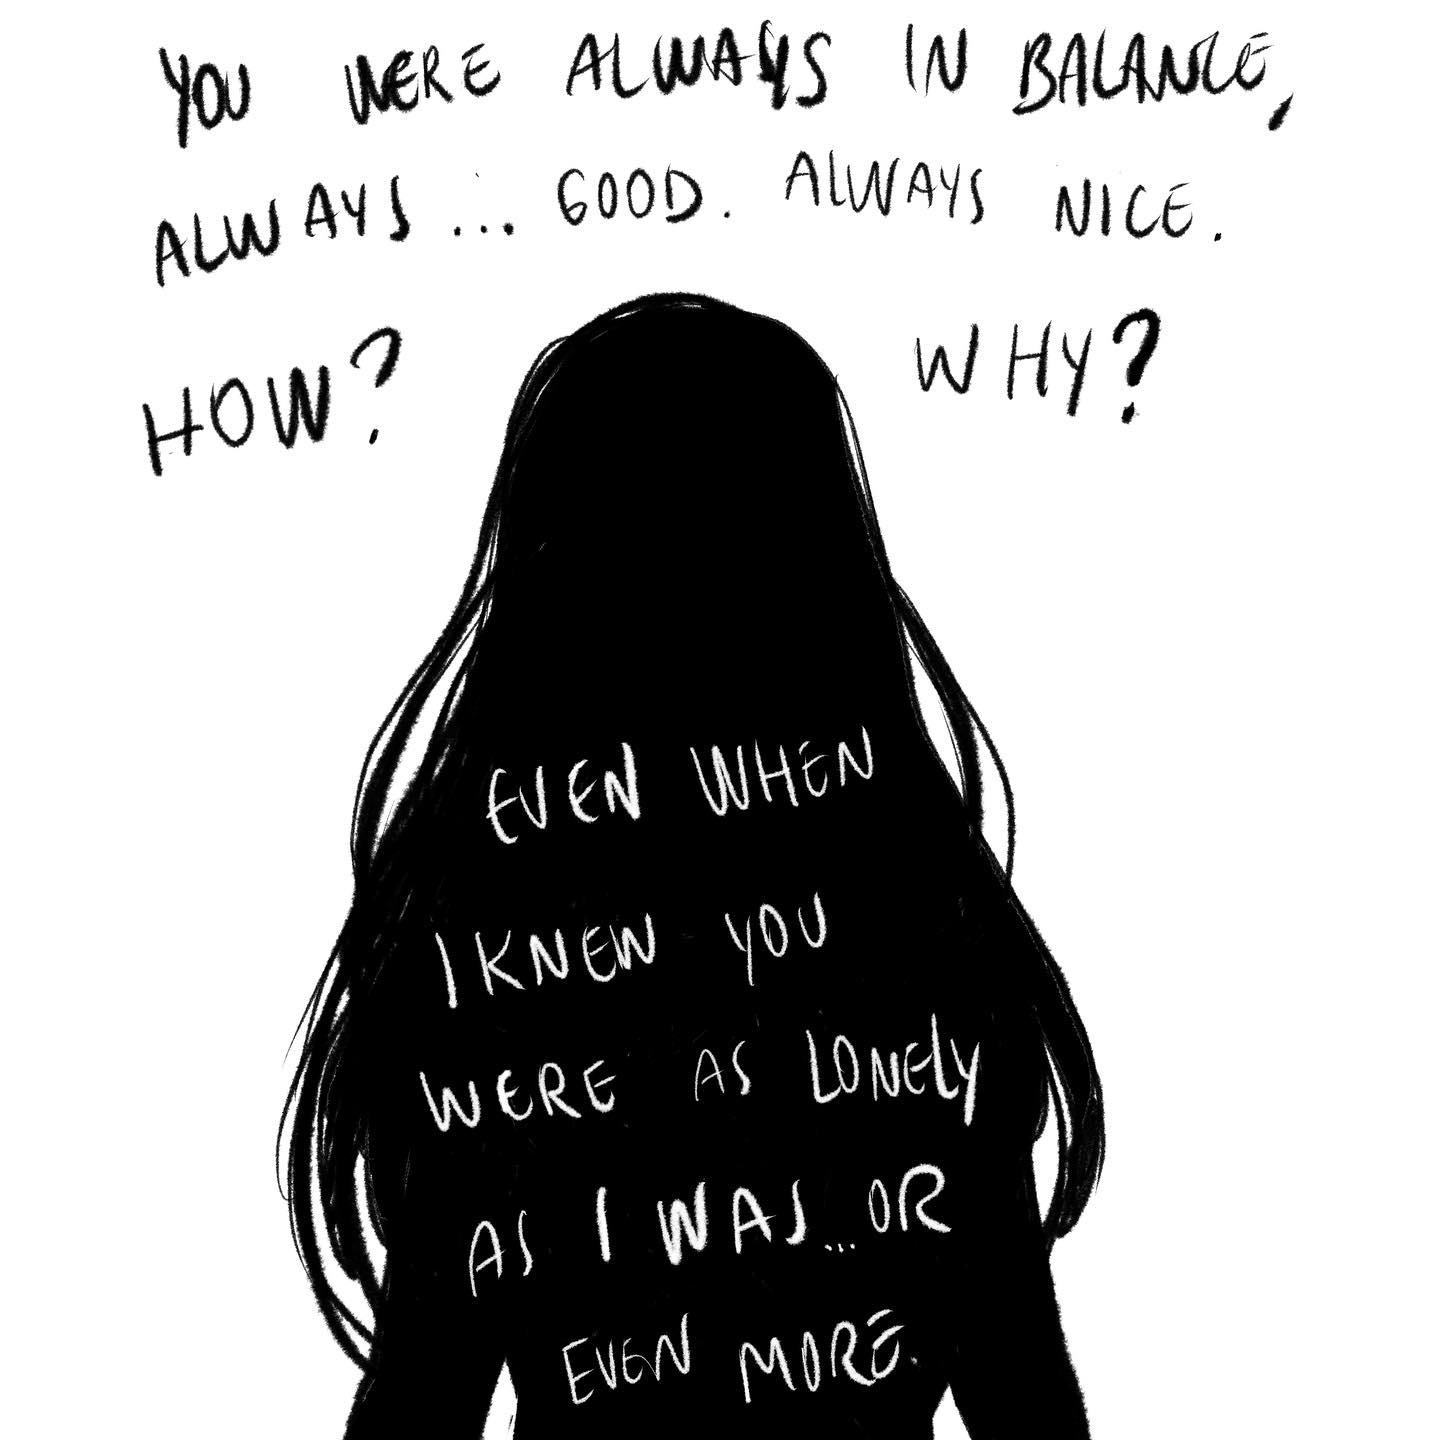 YOU WERE ALWAYS IN BALANCE,
ALWAYS... GOOD. ALWAYS NICE.
HOW? WHY?
EVEN WHEN
I KNEW YOU
WERE AS LONELY
AS I WAS...OR
EVEN MORE.